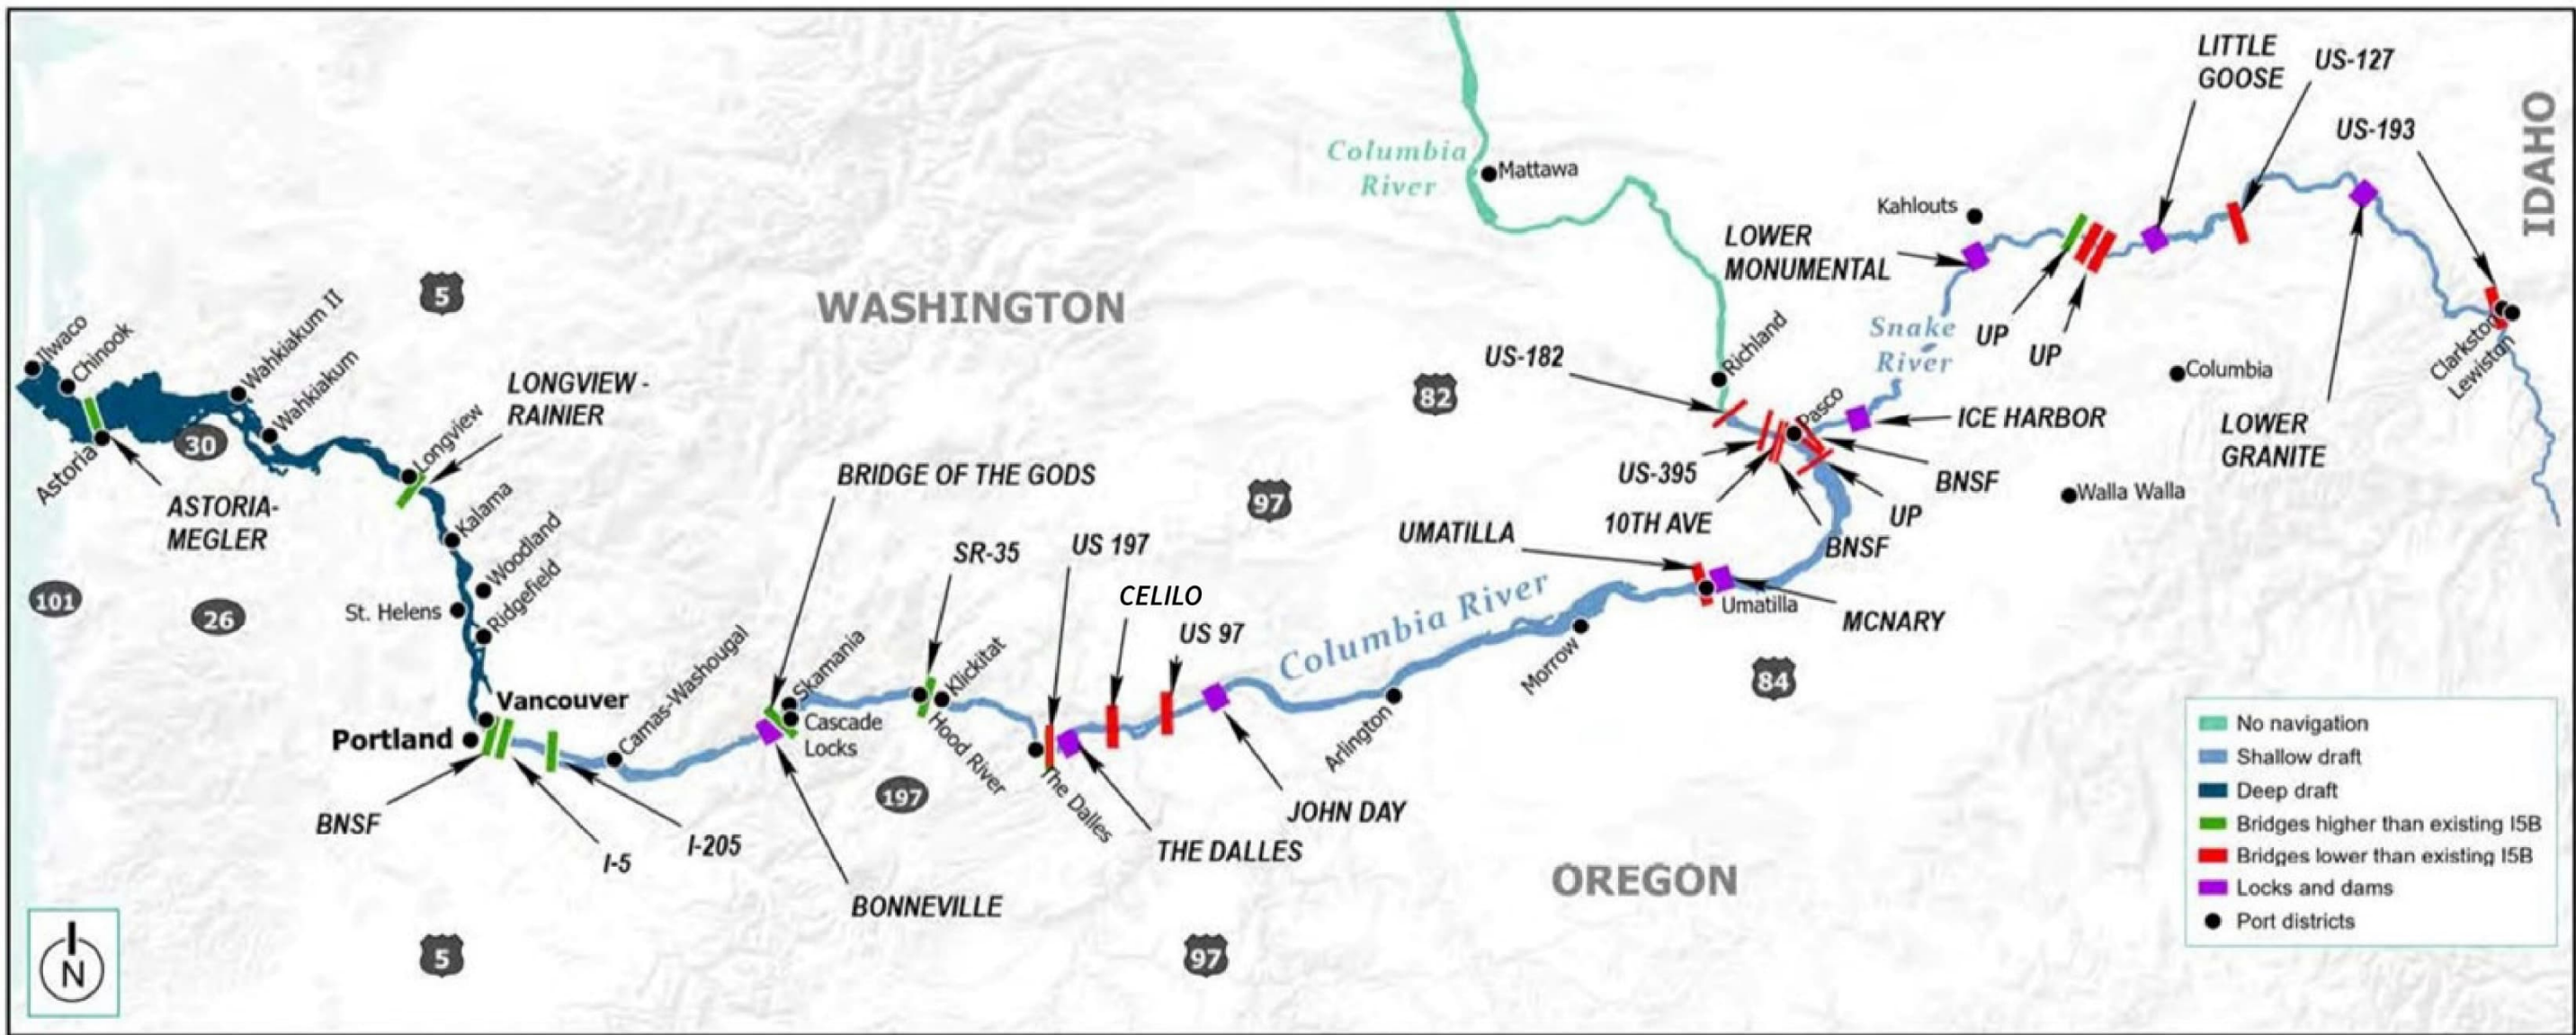 LITTLE
GOOSE
US-127
US-193
IDAHO
Columbia
River
Mattawa
Kahlouts
LOWER
MONUMENTAL
UP
UP
Snake
River
Columbia
Clarkston
Lewiston
LOWER
GRANITE
WASHINGTON
5
Ilwaco
Chinook
Wahkiakum II
Wahkiakum
LONGVIEW -
RAINIER
Longview
30
Astoria
ASTORIA-
MEGLER
Kalama
Woodland
Ridgefield
St. Helens
101
26
US-182
Richland
82
Pasco
ICE HARBOR
US-395
10TH AVE
BNSF
UP
BNSF
Walla Walla
BRIDGE OF THE GODS
97
SR-35
US 197
CELILO
US 97
UMATILLA
Umatilla
MCNARY
Columbia River
Morrow
84
Arlington
Camas-Washougal
Skamania
Cascade
Locks
Klickitat
Hood River
The Dalles
197
Vancouver
Portland
BNSF
I-5
I-205
BONNEVILLE
THE DALLES
JOHN DAY
OREGON
5
97
N
No navigation
Shallow draft
Deep draft
Bridges higher than existing I5B
Bridges lower than existing I5B
Locks and dams
Port districts